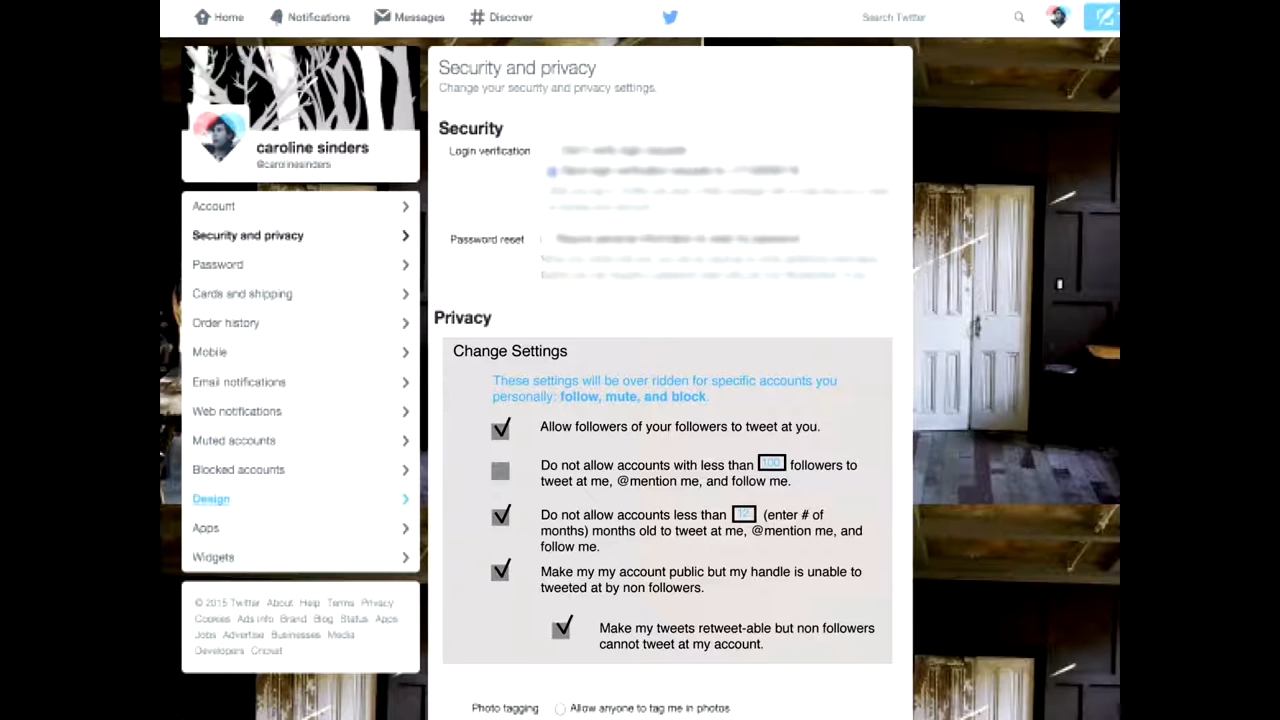 Home Notifications Messages # Discover Search Twitter
caroline sinders
@carolinesinders
Account
Security and privacy
Password
Cards and shipping
Order history
Mobile
Email notifications
Web notifications
Muted accounts
Blocked accounts
Design
Apps
Widgets
© 2015 Twitter About Help Terms Privacy
Cookies Ads info Brand Blog Status Apps
Jobs Advertise Businesses Media
Developers
Security and privacy
Change your security and privacy settings.
Security
Login verification
Password reset
Privacy
Change Settings
These settings will be over ridden for specific accounts you
personally: follow, mute, and block.
Allow followers of your followers to tweet at you.
Do not allow accounts with less than 100 followers to
tweet at me, @mention me, and follow me.
Do not allow accounts less than 12 (enter # of
months) months old to tweet at me, @mention me, and
follow me.
Make my my account public but my handle is unable to
tweeted at by non followers.
Make my tweets retweet-able but non followers
cannot tweet at my account.
Photo tagging Allow anyone to tag me in photos